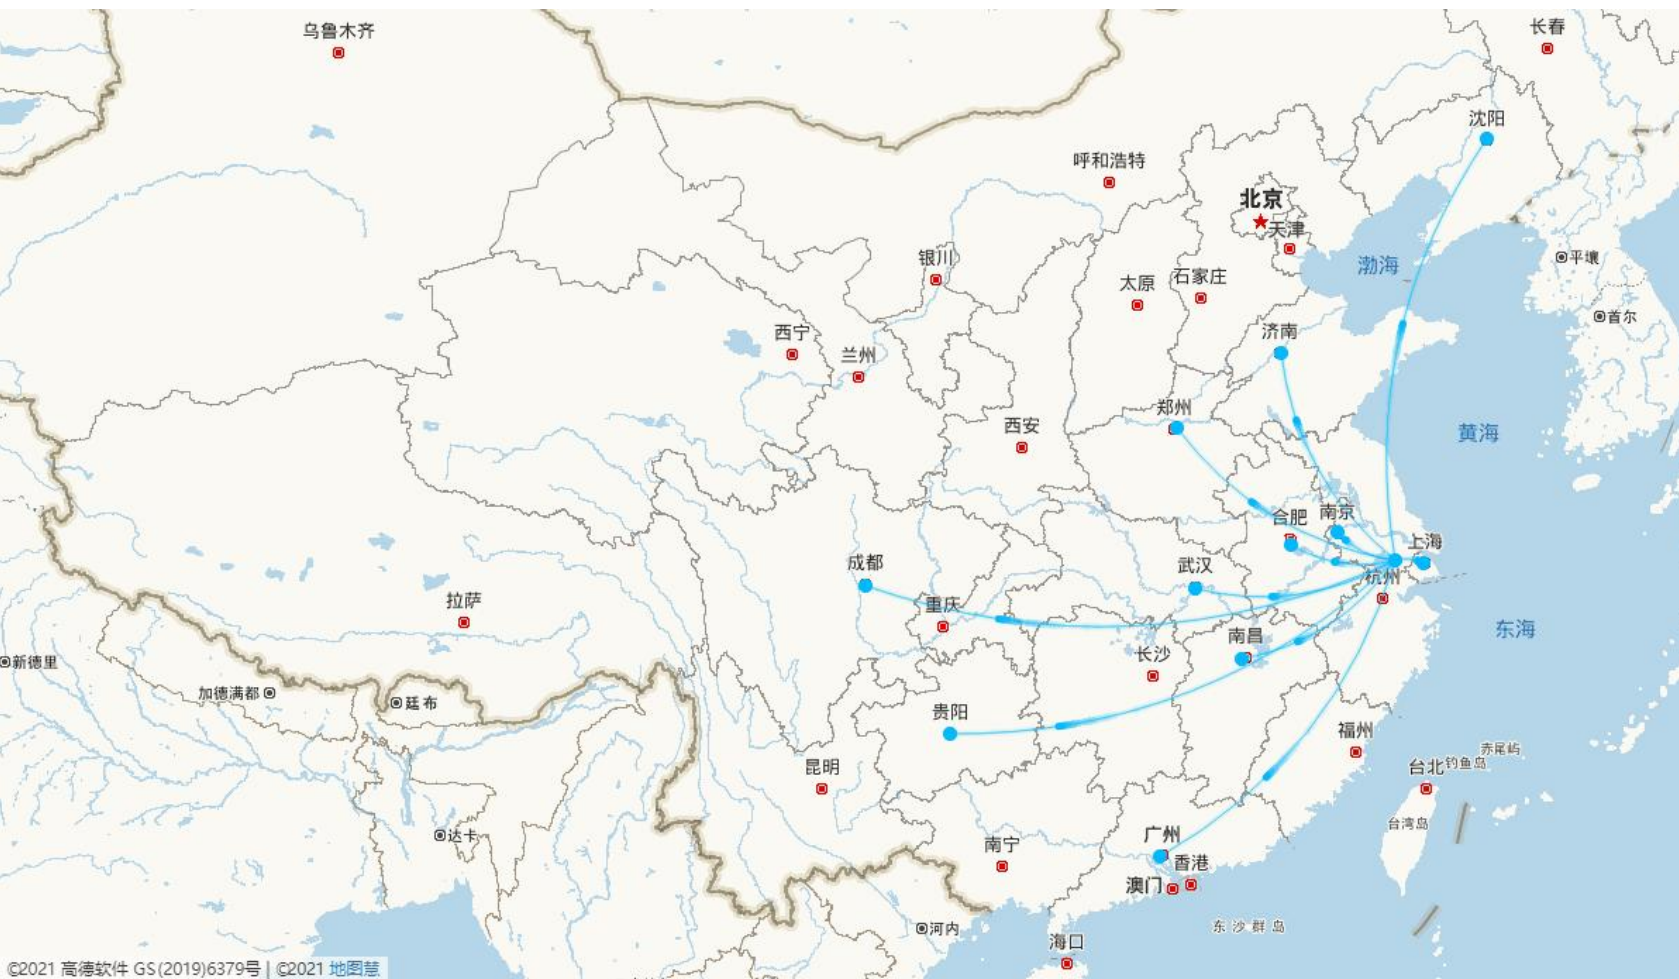 长春
乌鲁木齐
沈阳
呼和浩特
北京
天津
银川
渤海
平壤
太原
石家庄
首尔
西宁
济南
兰州
郑州
西安
黄海
合肥
南京
上海
成都
武汉
杭州
拉萨
重庆
东海
南昌
新德里
长沙
加德满都
廷布
贵阳
福州
赤尾屿
台北
钓鱼岛
昆明
台湾岛
达卡
广州
南宁
香港
澳门
东沙群岛
河内
海口
©2021 高德软件 GS(2019)6379号 | ©2021 地图慧